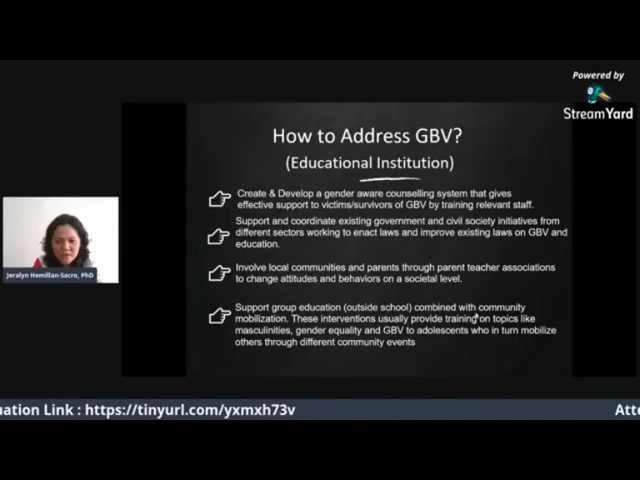 Powered by
StreamYard
How to Address GBV?
(Educational Institution)
Create & Develop a gender aware counselling system that gives
effective support to victims/survivors of GBV by training relevant staff.
Support and coordinate existing government and civil society initiatives from
different sectors working to enact laws and improve existing laws on GBV and
education.
Involve local communities and parents through parent teacher associations
to change attitudes and behaviors on a societal level.
Support group education (outside school) combined with community
mobilization. These interventions usually provide training on topics like
masculinities, gender equality and GBV to adolescents who in turn mobilize
others through different community events
Jeralyn Hemillan-Sacro, PhD
uation Link : https://tinyurl.com/yxmxh73v
Atte